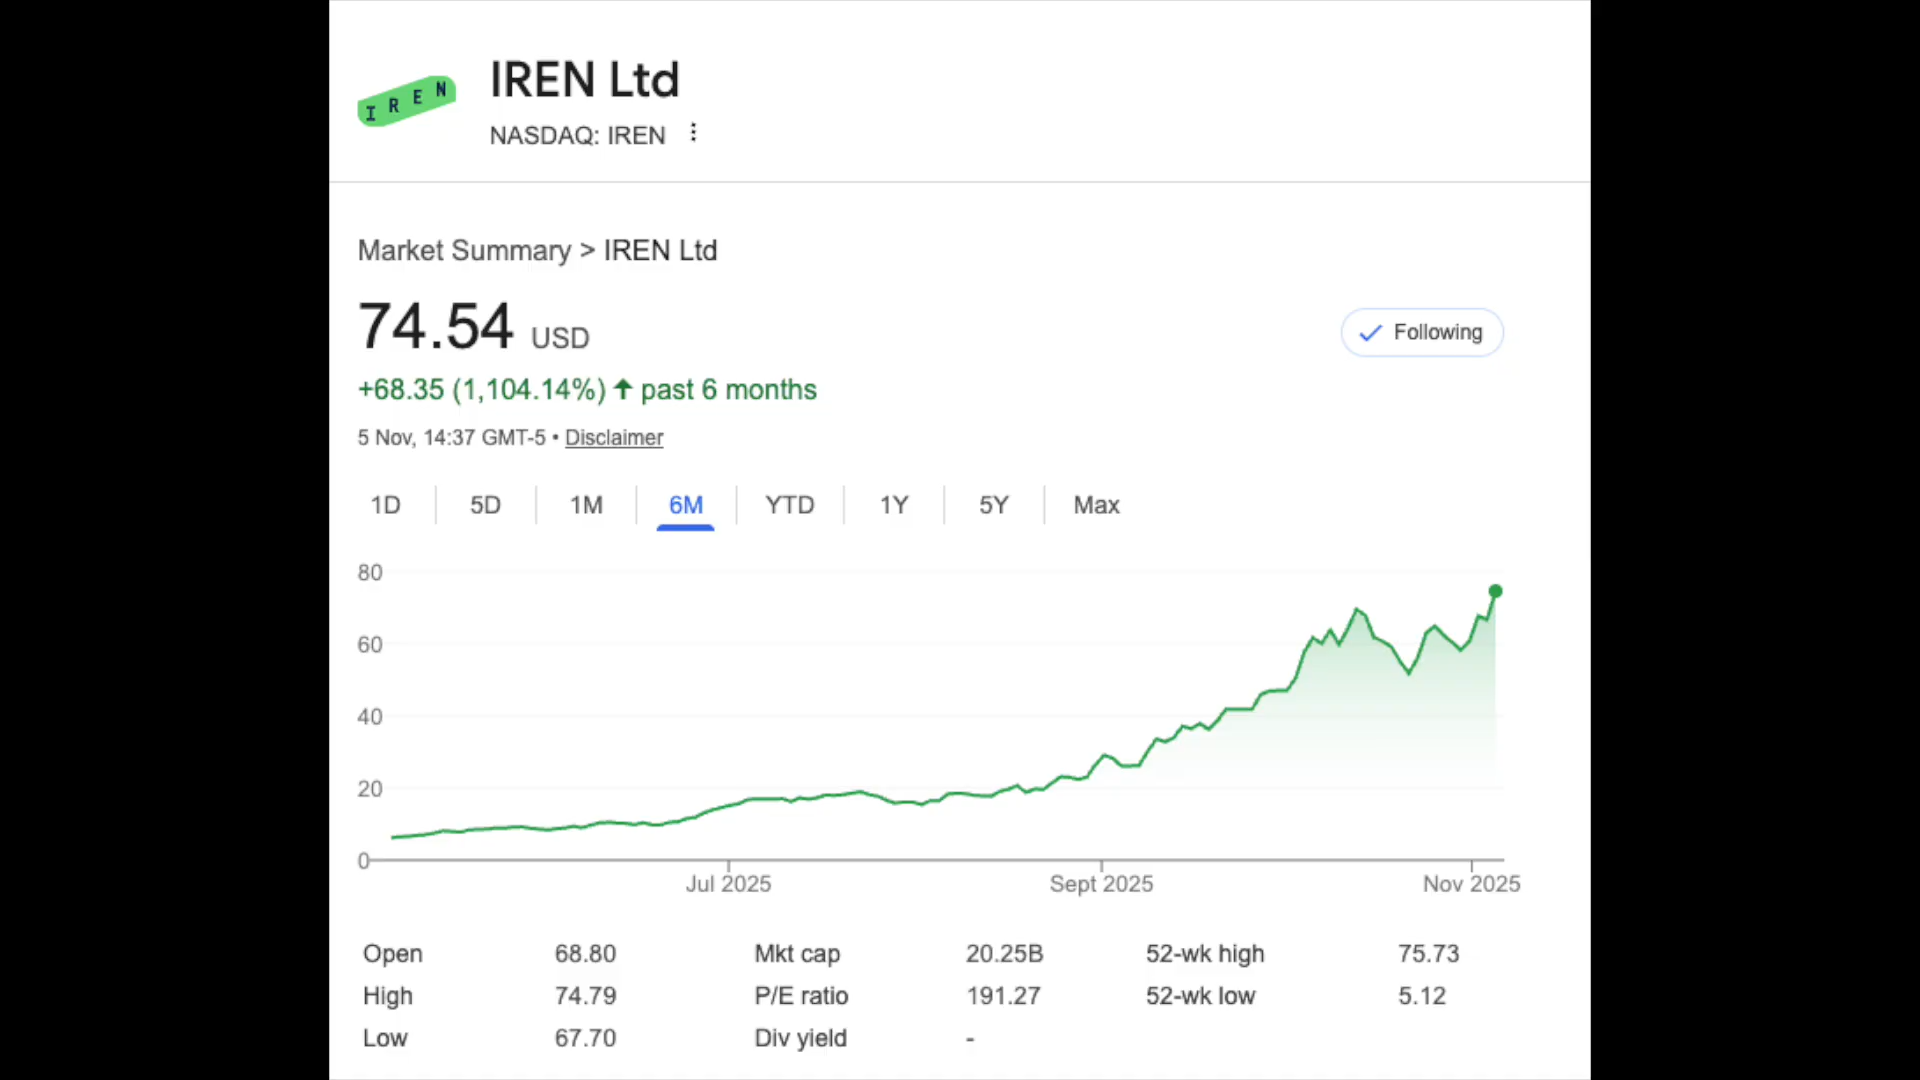 IREN
IREN Ltd
NASDAQ: IREN
Market Summary > IREN Ltd
74.54 USD
Following
+68.35 (1,104.14%) ↑ past 6 months
5 Nov, 14:37 GMT-5 • Disclaimer
1D 5D 1M 6M YTD 1Y 5Y Max
80
60
40
20
0
Jul 2025 Sept 2025 Nov 2025
Open 68.80 Mkt cap 20.25B 52-wk high 75.73
High 74.79 P/E ratio 191.27 52-wk low 5.12
Low 67.70 Div yield -